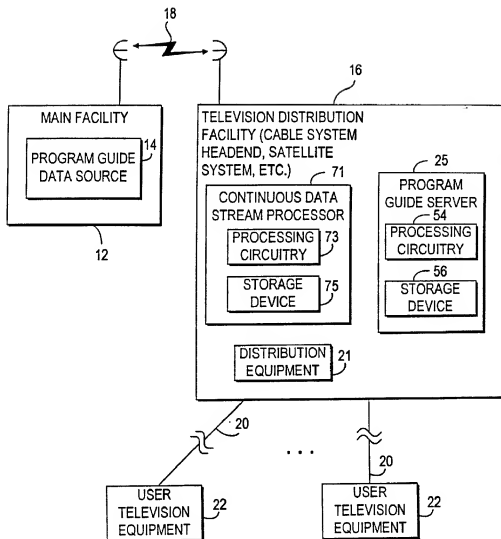 18
16
MAIN FACILITY
14
PROGRAM GUIDE
DATA SOURCE
12
TELEVISION DISTRIBUTION
FACILITY (CABLE SYSTEM
HEADEND, SATELLITE
SYSTEM, ETC.)
71
CONTINUOUS DATA
STREAM PROCESSOR
PROCESSING
CIRCUITRY
73
STORAGE
DEVICE
75
25
PROGRAM
GUIDE SERVER
54
PROCESSING
CIRCUITRY
56
STORAGE
DEVICE
DISTRIBUTION
EQUIPMENT
21
20
...
20
USER
TELEVISION
EQUIPMENT
22
USER
TELEVISION
EQUIPMENT
22